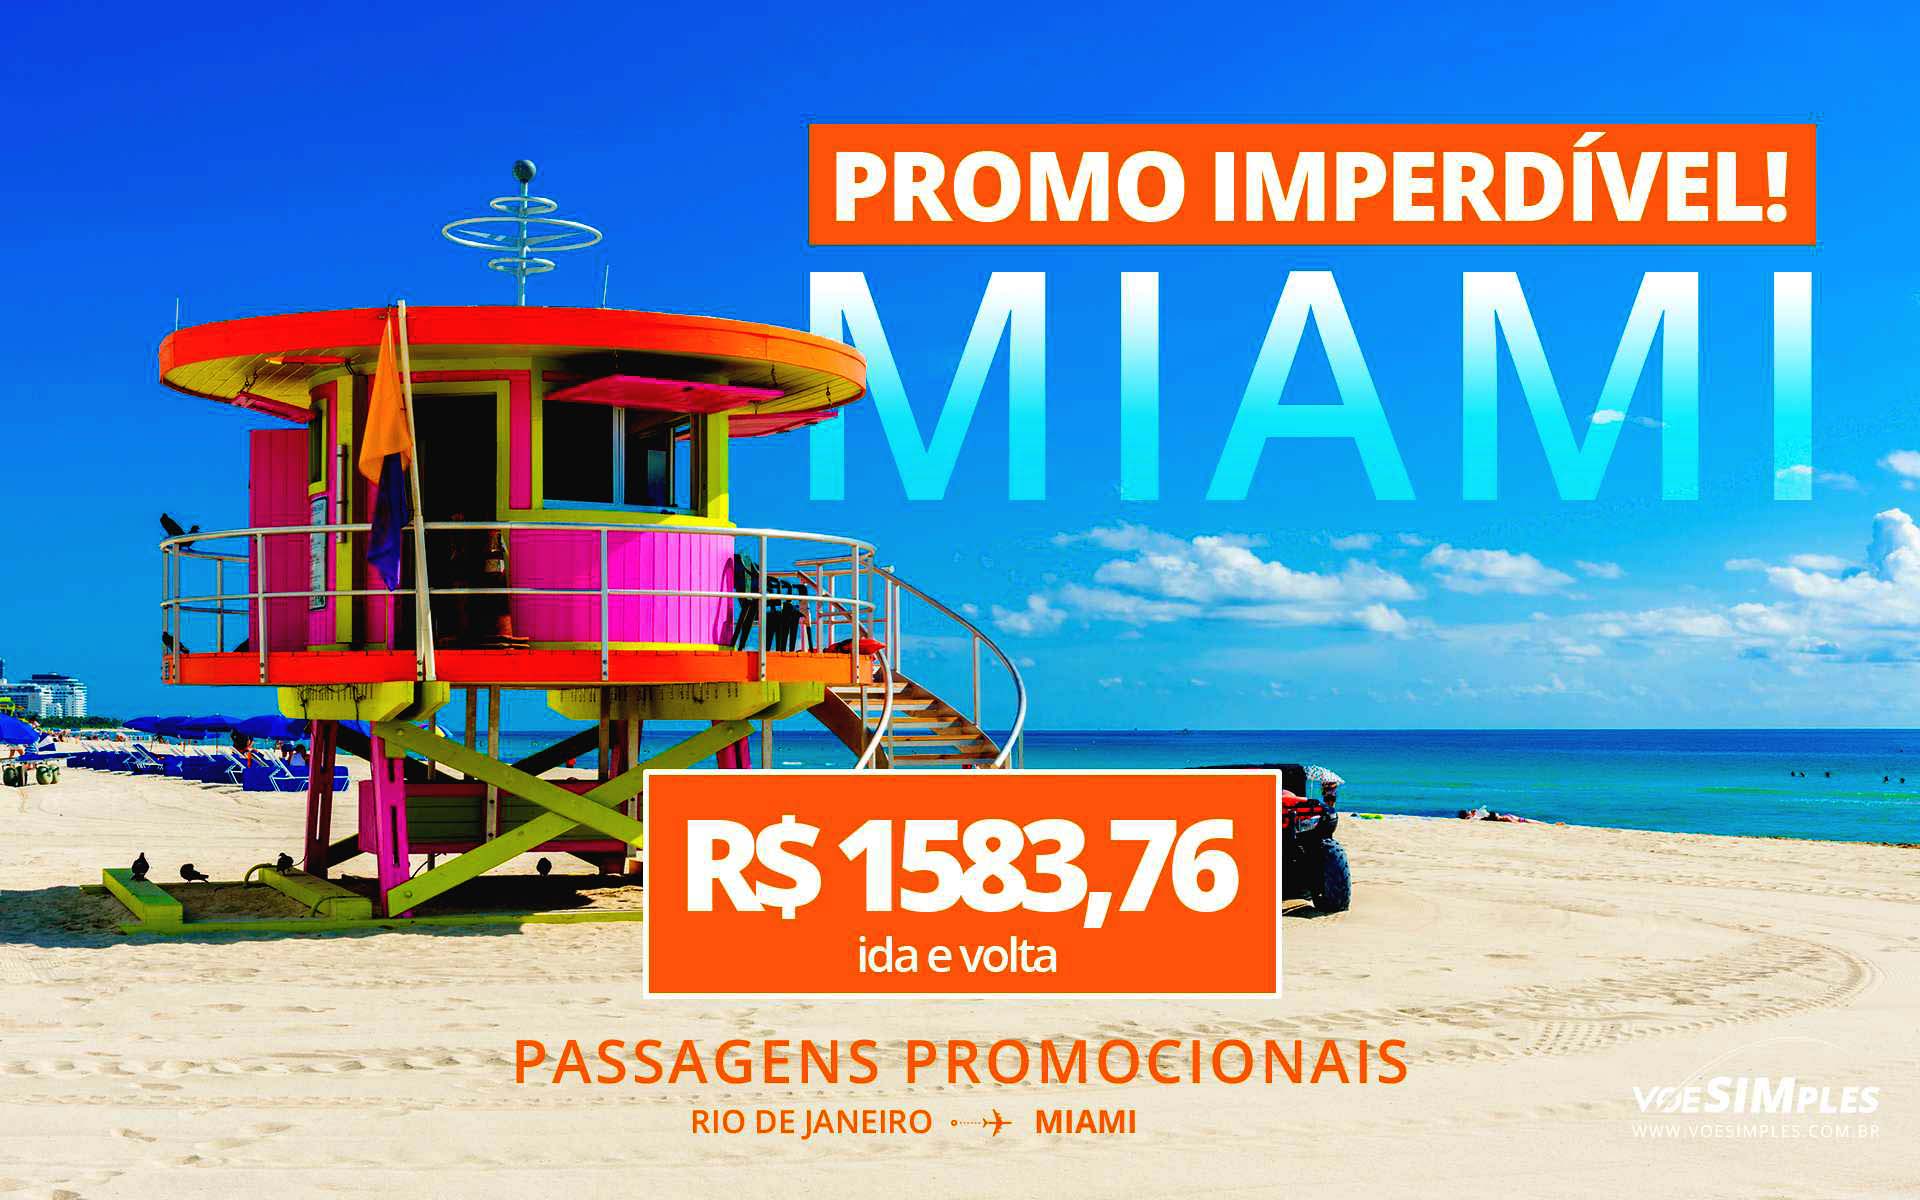 PROMO IMPERDÍVEL!
MIAMI
R$ 1583,76
ida e volta
PASSAGENS PROMOCIONAIS
RIO DE JANEIRO MIAMI
VOESIMPLES
WWW.VOESIMPLES.COM.BR